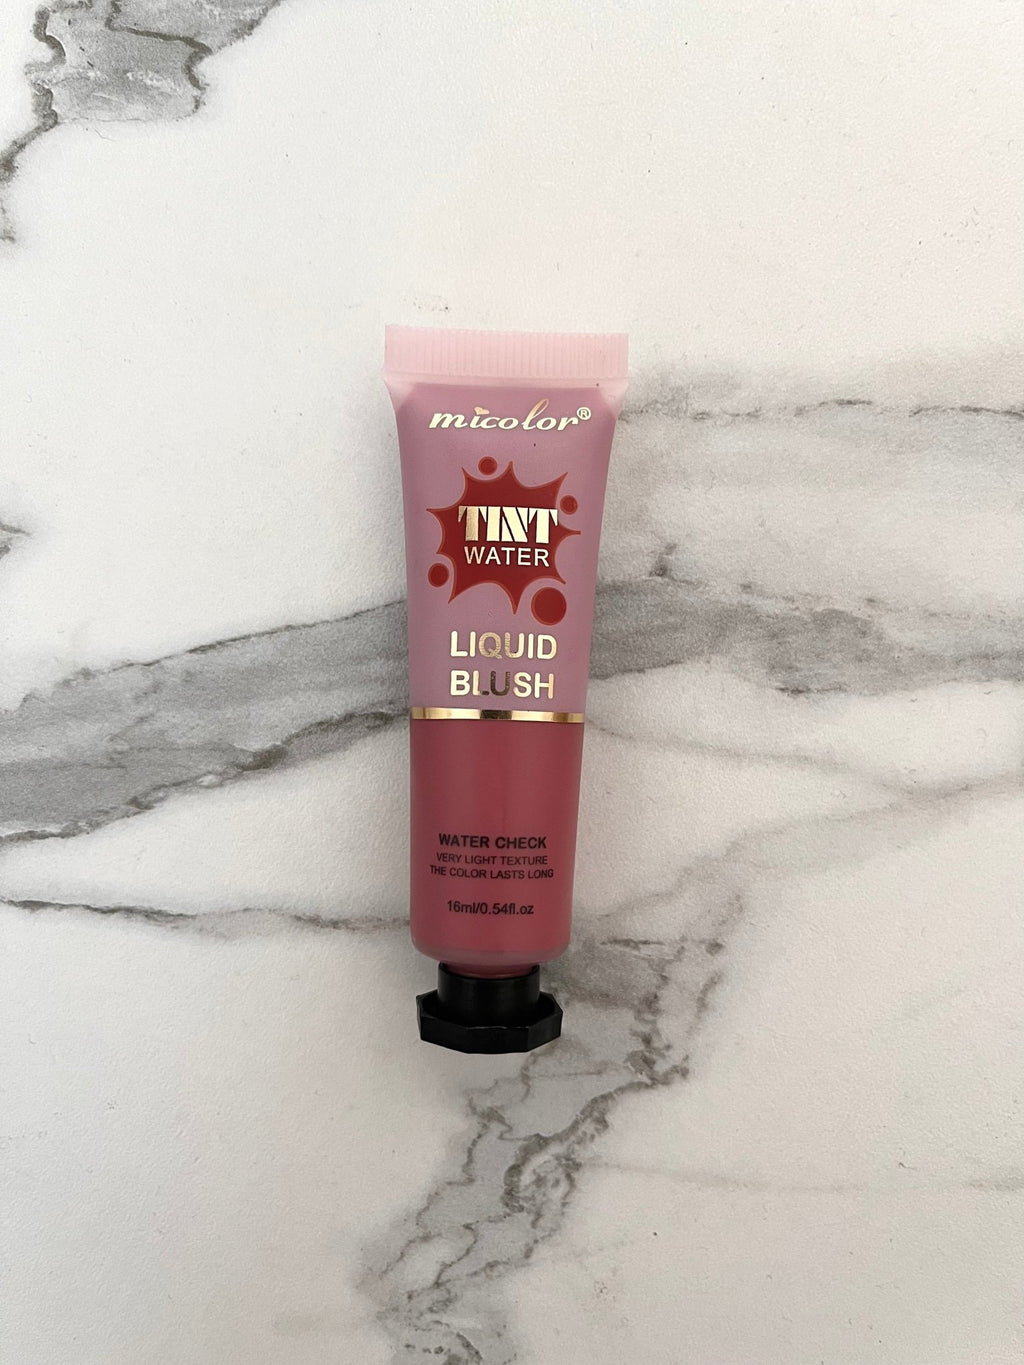 micolor®
TINT
WATER
LIQUID
BLUSH
WATER CHECK
VERY LIGHT TEXTURE
THE COLOR LASTS LONG
16ml/0.54fl.oz